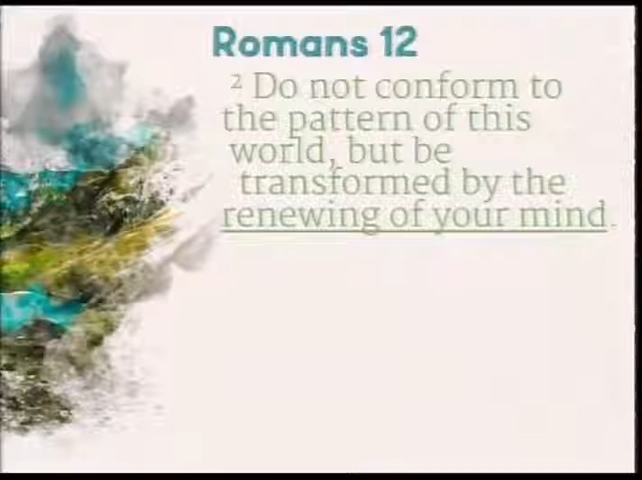 Romans 12
2 Do not conform to
the pattern of this
world, but be
transformed by the
renewing of your mind.